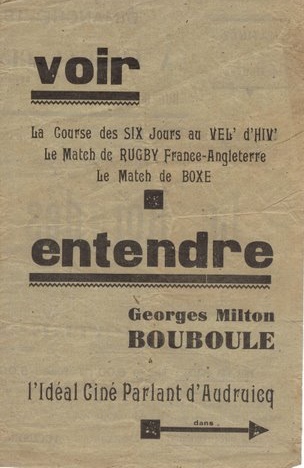 voir
La Course des SIX Jours au VEL' d'HIV'
Le Match de RUGBY France-Angleterre
Le Match de BOXE
entendre
Georges Milton
BOUBOULE
l'Idéal Ciné Parlant d'Audruicq
dans